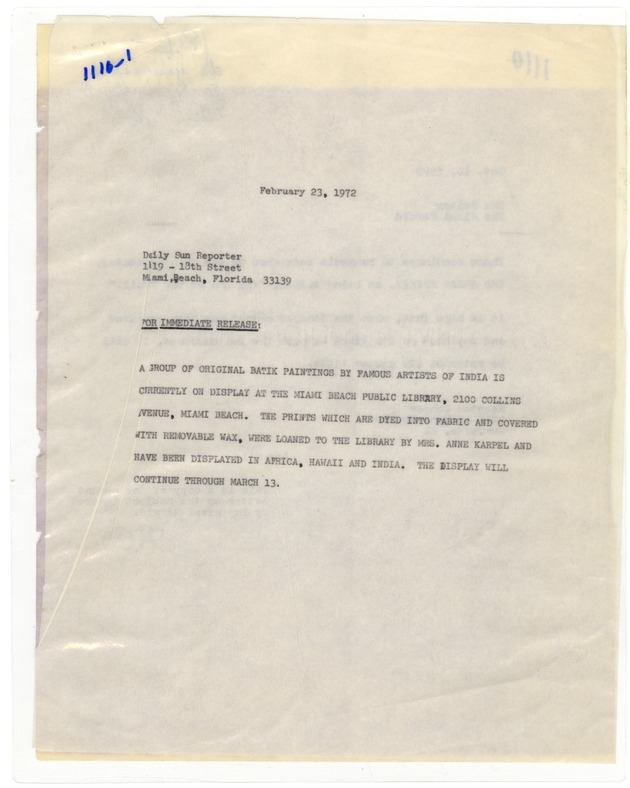 1116-1
February 23, 1972
Daily Sun Reporter
1119 - 18th Street
Miami,Beach, Florida 33139
FOR IMMEDIATE RELEASE:
A GROUP OF ORIGINAL BATIK PAINTINGS BY FAMOUS ARTISTS OF INDIA IS
CURRENTLY ON DISPLAY AT THE MIAMI BEACH PUBLIC LIBRARY, 2100 COLLINS
AVENUE, MIAMI BEACH. THE PRINTS WHICH ARE DYED INTO FABRIC AND COVERED
WITH REMOVABLE WAX, WERE LOANED TO THE LIBRARY BY MRS. ANNE KARPEL AND
HAVE BEEN DISPLAYED IN AFRICA, HAWAII AND INDIA. THE DISPLAY WILL
CONTINUE THROUGH MARCH 13.